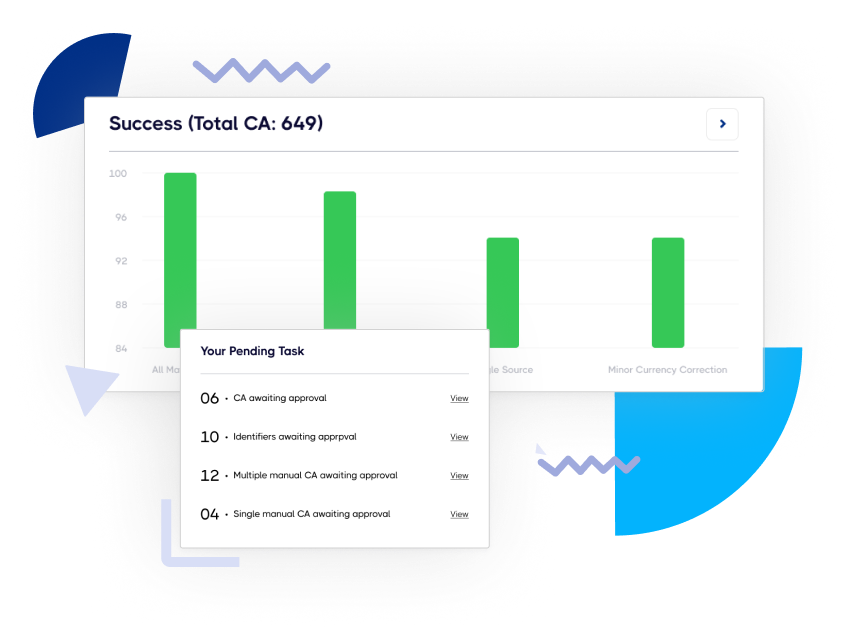 Success (Total CA: 649)
100
96
92
88
84
All Ma
le Source
Minor Currency Correction
Your Pending Task
06 • CA awaiting approval View
10 • Identifiers awaiting apprpval View
12 • Multiple manual CA awaiting approval View
04 • Single manual CA awaiting approval View